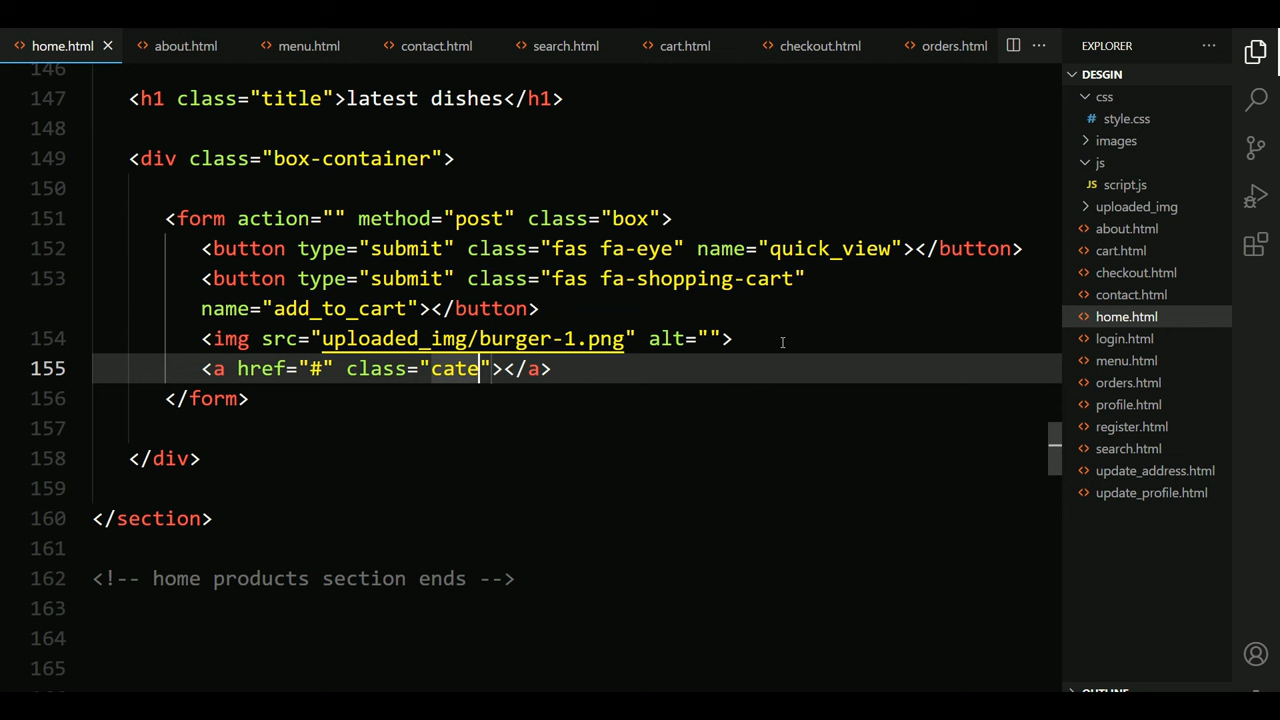 home.html
about.html
menu.html
contact.html
search.html
cart.html
checkout.html
orders.html
EXPLORER
146
147 <h1 class="title">latest dishes</h1>
148
149 <div class="box-container">
150
151 <form action="" method="post" class="box">
152 <button type="submit" class="fas fa-eye" name="quick_view"></button>
153 <button type="submit" class="fas fa-shopping-cart"
name="add_to_cart"></button>
154 <img src="uploaded_img/burger-1.png" alt="">
155 <a href="#" class="cate"></a>
156 </form>
157
158 </div>
159
160 </section>
161
162 <!-- home products section ends -->
163
164
165
DESGIN
css
# style.css
images
js
JS script.js
uploaded_img
about.html
cart.html
checkout.html
contact.html
home.html
login.html
menu.html
orders.html
profile.html
register.html
search.html
update_address.html
update_profile.html
OUTLINE